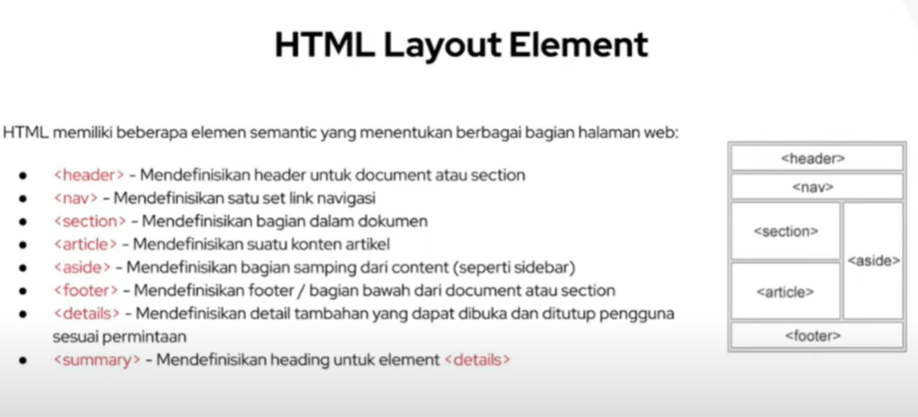 HTML Layout Element
HTML memiliki beberapa elemen semantic yang menentukan berbagai bagian halaman web:
● <header> - Mendefinisikan header untuk document atau section
● <nav> - Mendefinisikan satu set link navigasi
● <section> - Mendefinisikan bagian dalam dokumen
● <article> - Mendefinisikan suatu konten artikel
● <aside> - Mendefinisikan bagian samping dari content (seperti sidebar)
● <footer> - Mendefinisikan footer / bagian bawah dari document atau section
● <details> - Mendefinisikan detail tambahan yang dapat dibuka dan ditutup pengguna
sesuai permintaan
● <summary> - Mendefinisikan heading untuk element <details>
<header>
<nav>
<section>
<aside>
<article>
<footer>